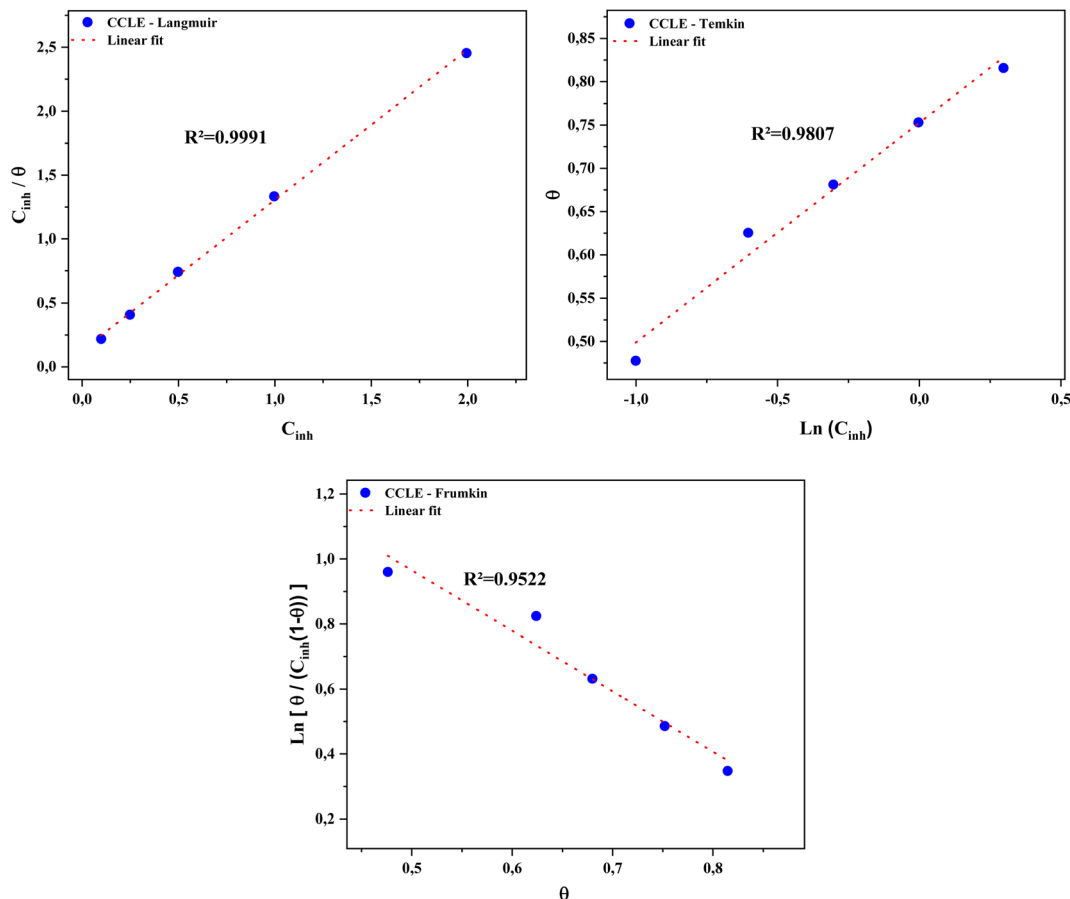 CCLE - Langmuir
Linear fit
R²=0.9991
2,5
2,0
1,5
1,0
0,5
0,0
C_inh / θ
0,0 0,5 1,0 1,5 2,0
C_inh
CCLE - Temkin
Linear fit
R²=0.9807
0,85
0,80
0,75
0,70
0,65
0,60
0,55
0,50
θ
-1,0 -0,5 0,0 0,5
Ln (C_inh)
CCLE - Frumkin
Linear fit
R²=0.9522
1,2
1,0
0,8
0,6
0,4
0,2
Ln [ θ / (C_inh(1-θ)) ]
0,5 0,6 0,7 0,8
θ